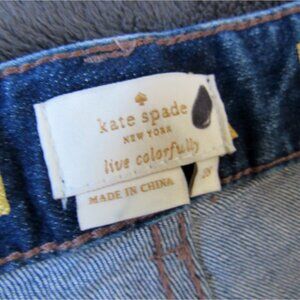 kate spade
NEW YORK
live colorfully
MADE IN CHINA